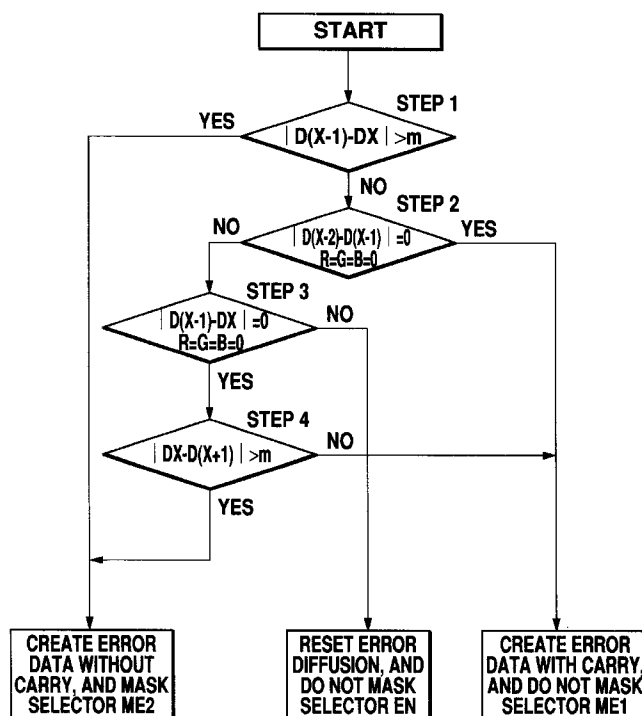 START
STEP 1
YES
| D(X-1)-DX | >m
NO
STEP 2
NO
| D(X-2)-D(X-1) | =0
R=G=B=0
YES
STEP 3
| D(X-1)-DX | =0
R=G=B=0
NO
YES
STEP 4
| DX-D(X+1) | >m
NO
YES
CREATE ERROR
DATA WITHOUT
CARRY, AND MASK
SELECTOR ME2
RESET ERROR
DIFFUSION, AND
DO NOT MASK
SELECTOR EN
CREATE ERROR
DATA WITH CARRY,
AND DO NOT MASK
SELECTOR ME1